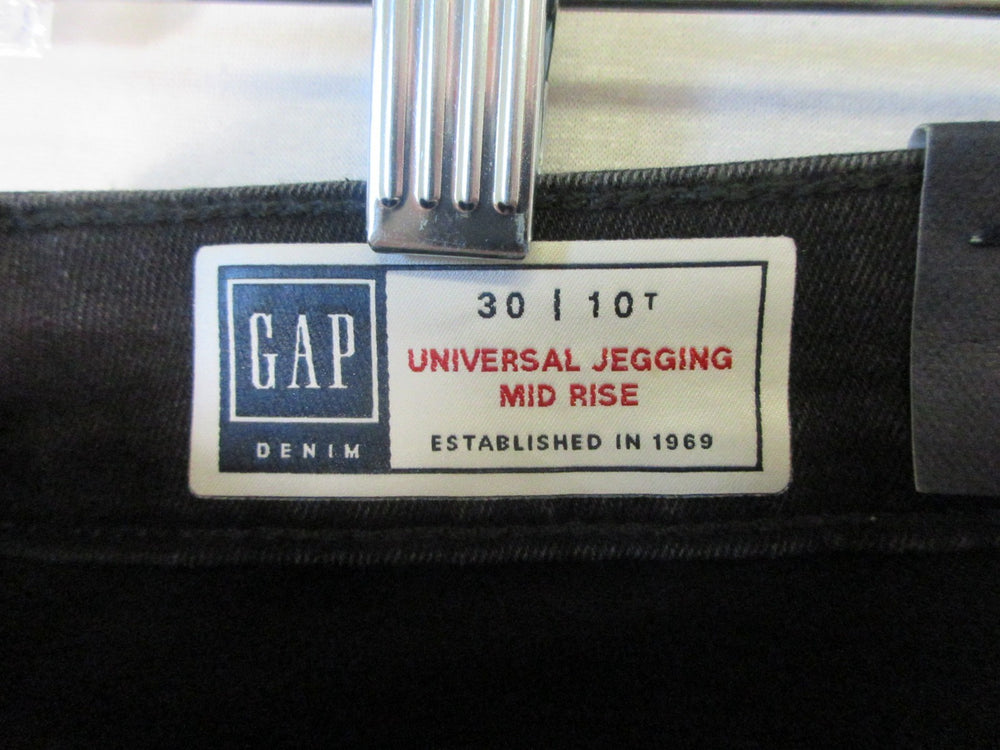 GAP
DENIM
30 | 10T
UNIVERSAL JEGGING
MID RISE
ESTABLISHED IN 1969